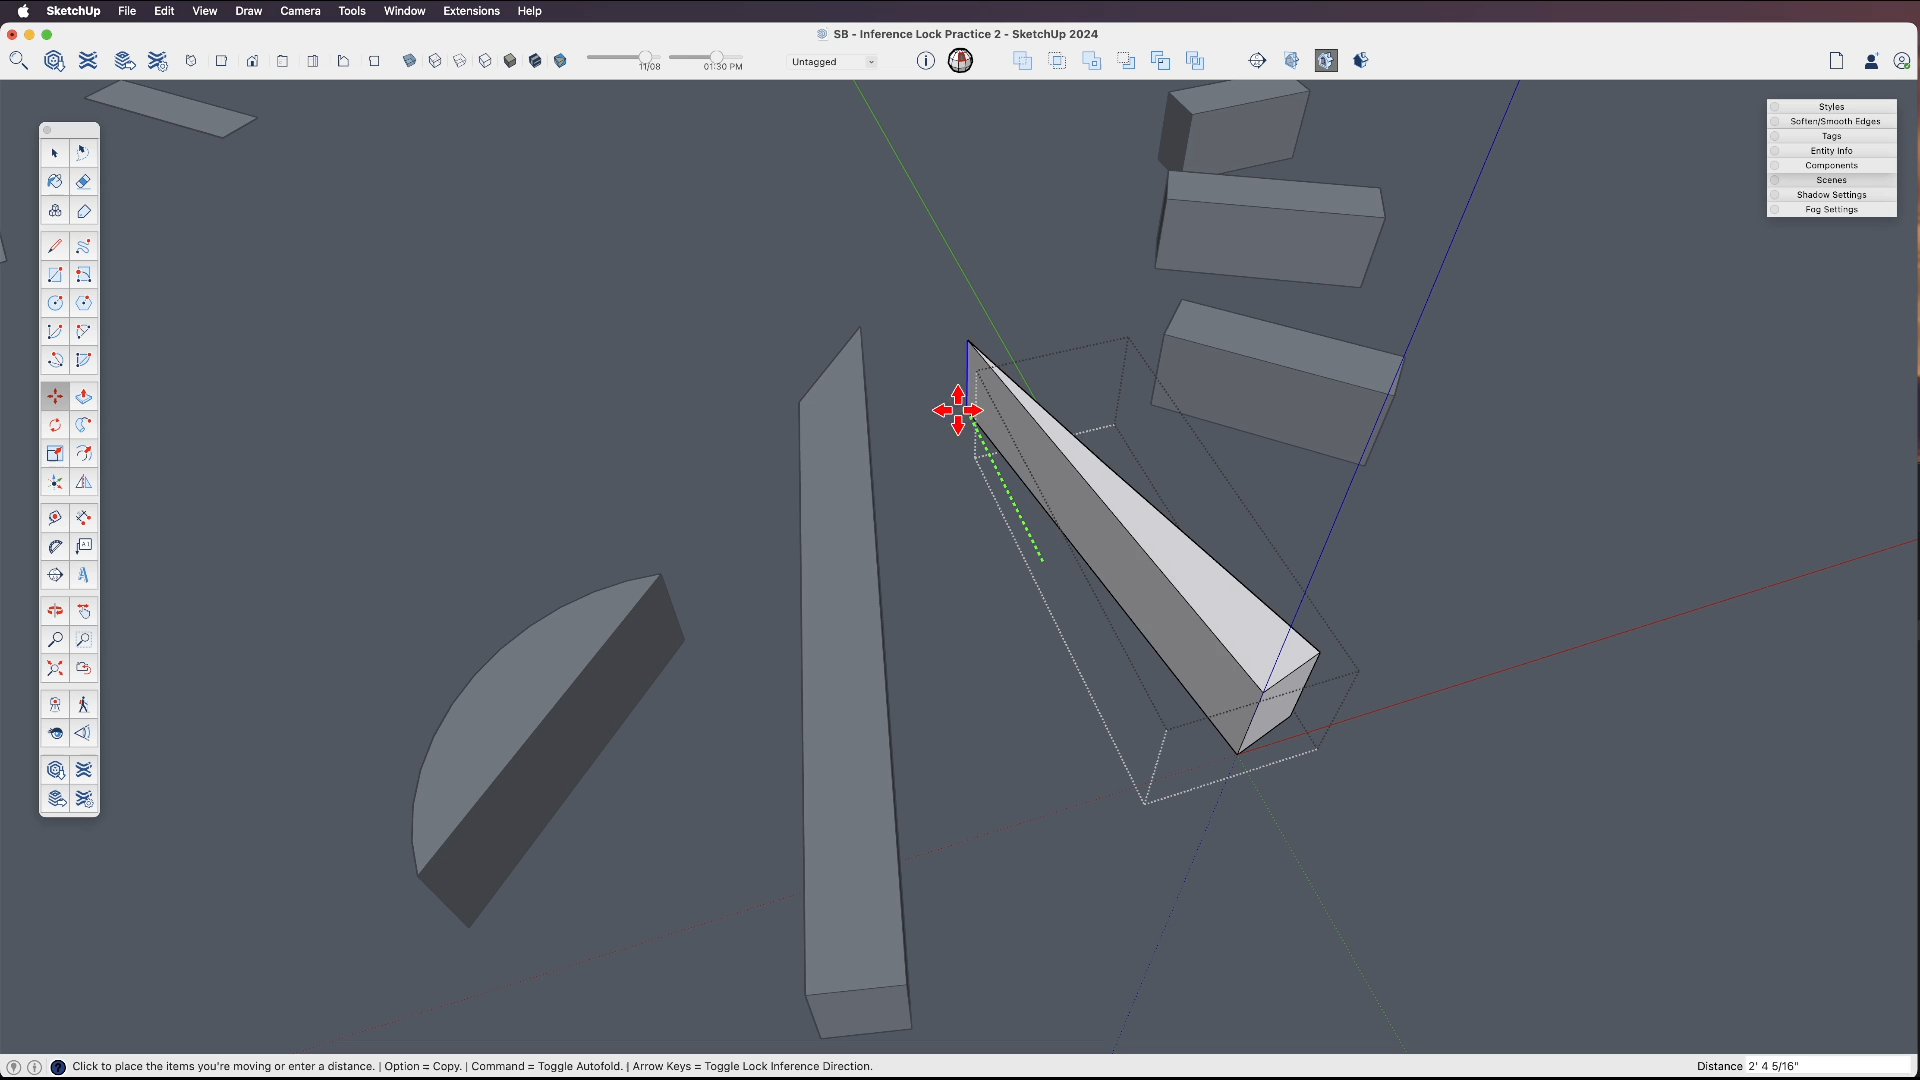 SketchUp File Edit View Draw Camera Tools Window Extensions Help
SB - Inference Lock Practice 2 - SketchUp 2024
11/08 01:30 PM Untagged
Styles
Soften/Smooth Edges
Tags
Entity Info
Components
Scenes
Shadow Settings
Fog Settings
Click to place the items you're moving or enter a distance. | Option = Copy. | Command = Toggle Autofold. | Arrow Keys = Toggle Lock Inference Direction. Distance 2' 4 5/16"